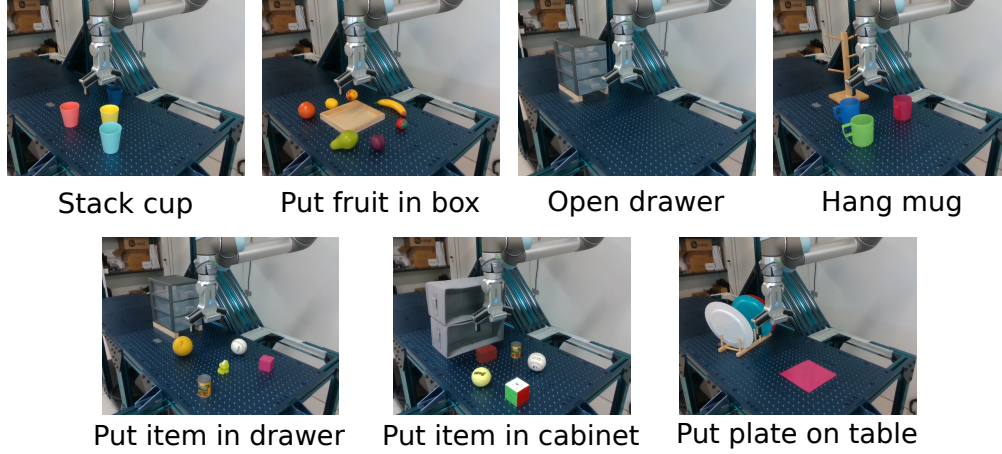 Stack cup
Put fruit in box
Open drawer
Hang mug
Put item in drawer
Put item in cabinet
Put plate on table